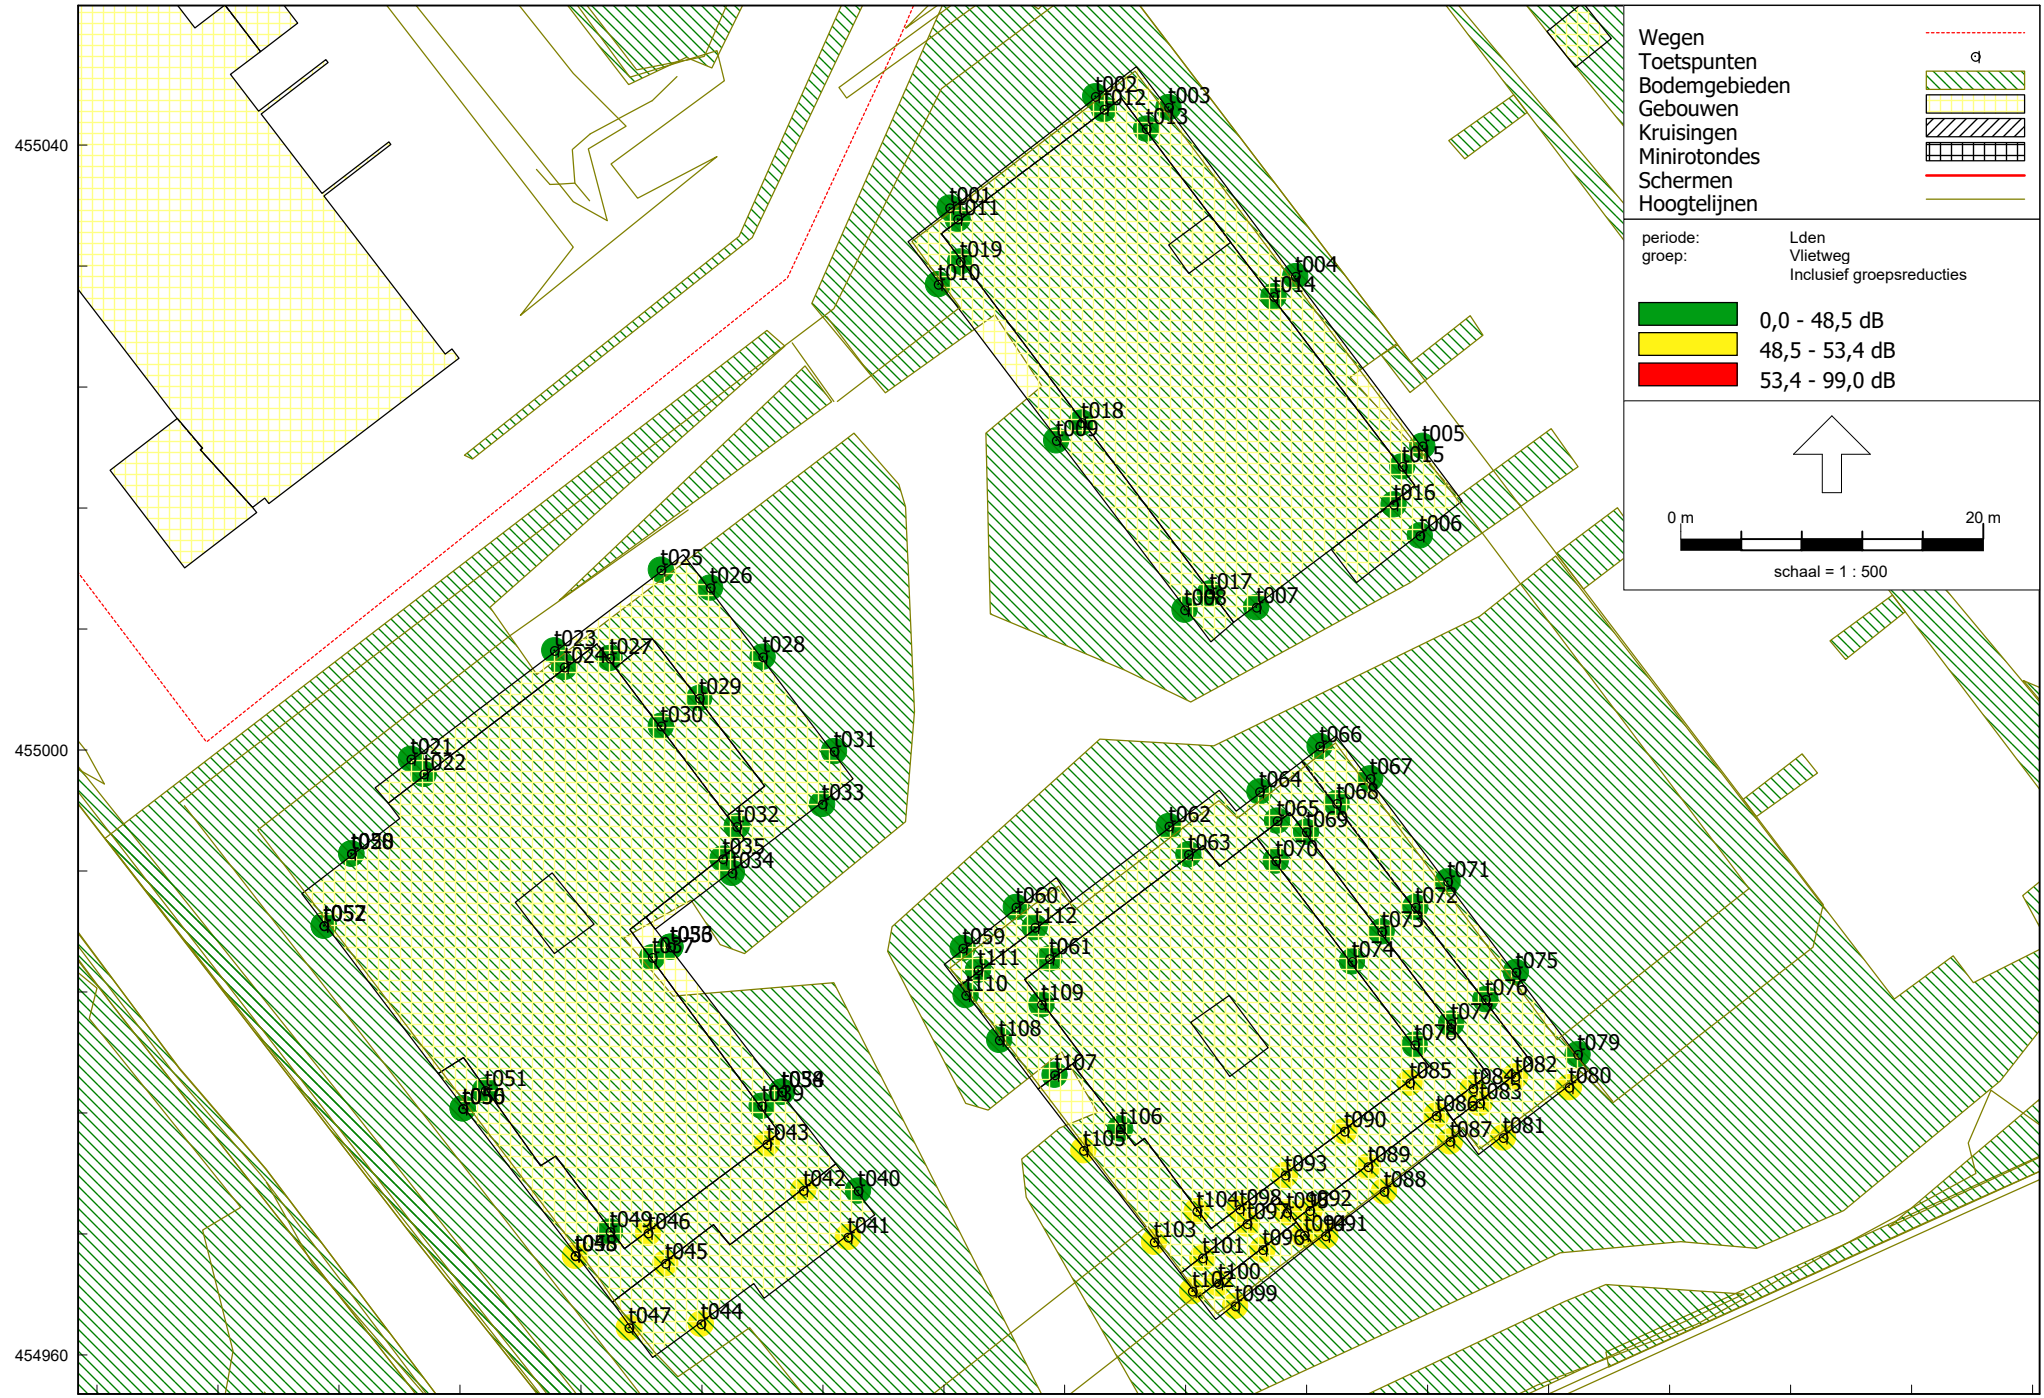 Wegen
Toetspunten
Bodemgebieden
Gebouwen
Kruisingen
Minirotondes
Schermen
Hoogtelijnen
periode: Lden
groep: Vlietweg
Inclusief groepsreducties
0,0 - 48,5 dB
48,5 - 53,4 dB
53,4 - 99,0 dB
0 m 20 m
schaal = 1 : 500
455040
455000
454960
t002
t012
t003
t013
t001
t011
t019
t010
t004
t014
t018
t009
t005
t015
t016
t006
t017
t008
t007
t025
t026
t023
t024
t027
t028
t029
t030
t021
t022
t031
t033
t032
t035
t034
t052
t037
t051
t039
t043
t042
t040
t041
t049
t046
t045
t047
t044
t066
t067
t064
t068
t065
t069
t062
t063
t070
t071
t072
t073
t074
t060
t112
t059
t111
t061
t110
t109
t108
t107
t075
t076
t077
t078
t079
t082
t080
t085
t083
t086
t087
t081
t090
t106
t105
t089
t088
t093
t104
t098
t092
t097
t091
t103
t101
t096
t102
t100
t099